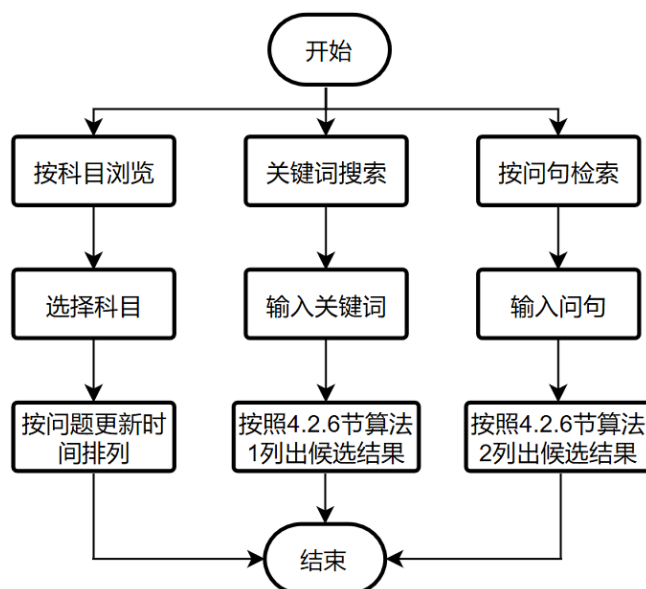 开始
按科目浏览
关键词搜索
按问句检索
选择科目
输入关键词
输入问句
按问题更新时
间排列
按照4.2.6节算法
1列出候选结果
按照4.2.6节算法
2列出候选结果
结束